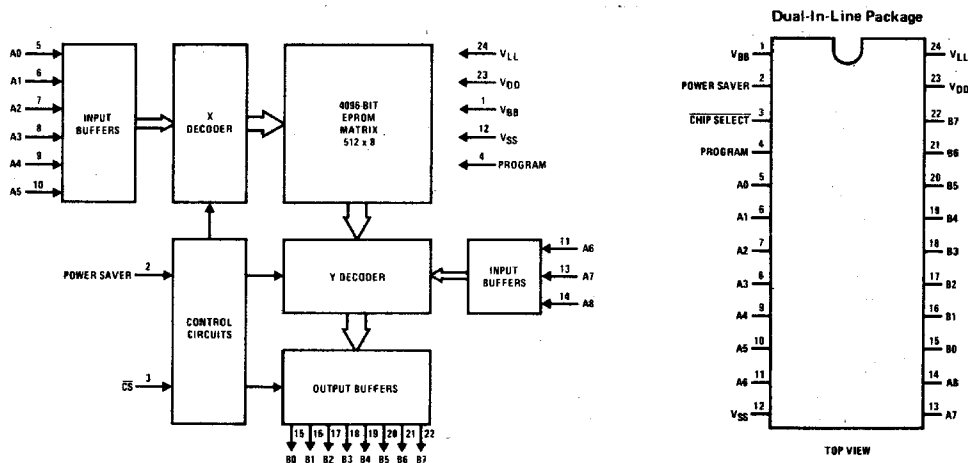 Dual-In-Line Package
A0 5
A1 6
A2 7
A3 8
A4 9
A5 10
INPUT
BUFFERS
X
DECODER
4096-BIT
EPROM
MATRIX
512 x 8
24 VLL
23 VDD
1 VBB
12 VSS
4 PROGRAM
POWER SAVER 2
CS 3
CONTROL
CIRCUITS
Y DECODER
INPUT
BUFFERS
11 A6
13 A7
14 A8
OUTPUT BUFFERS
15 16 17 18 19 20 21 22
B0 B1 B2 B3 B4 B5 B6 B7
VBB 1
POWER SAVER 2
CHIP SELECT 3
PROGRAM 4
A0 5
A1 6
A2 7
A3 8
A4 9
A5 10
A6 11
VSS 12
24 VLL
23 VDD
22 B7
21 B6
20 B5
19 B4
18 B3
17 B2
16 B1
15 B0
14 A8
13 A7
TOP VIEW